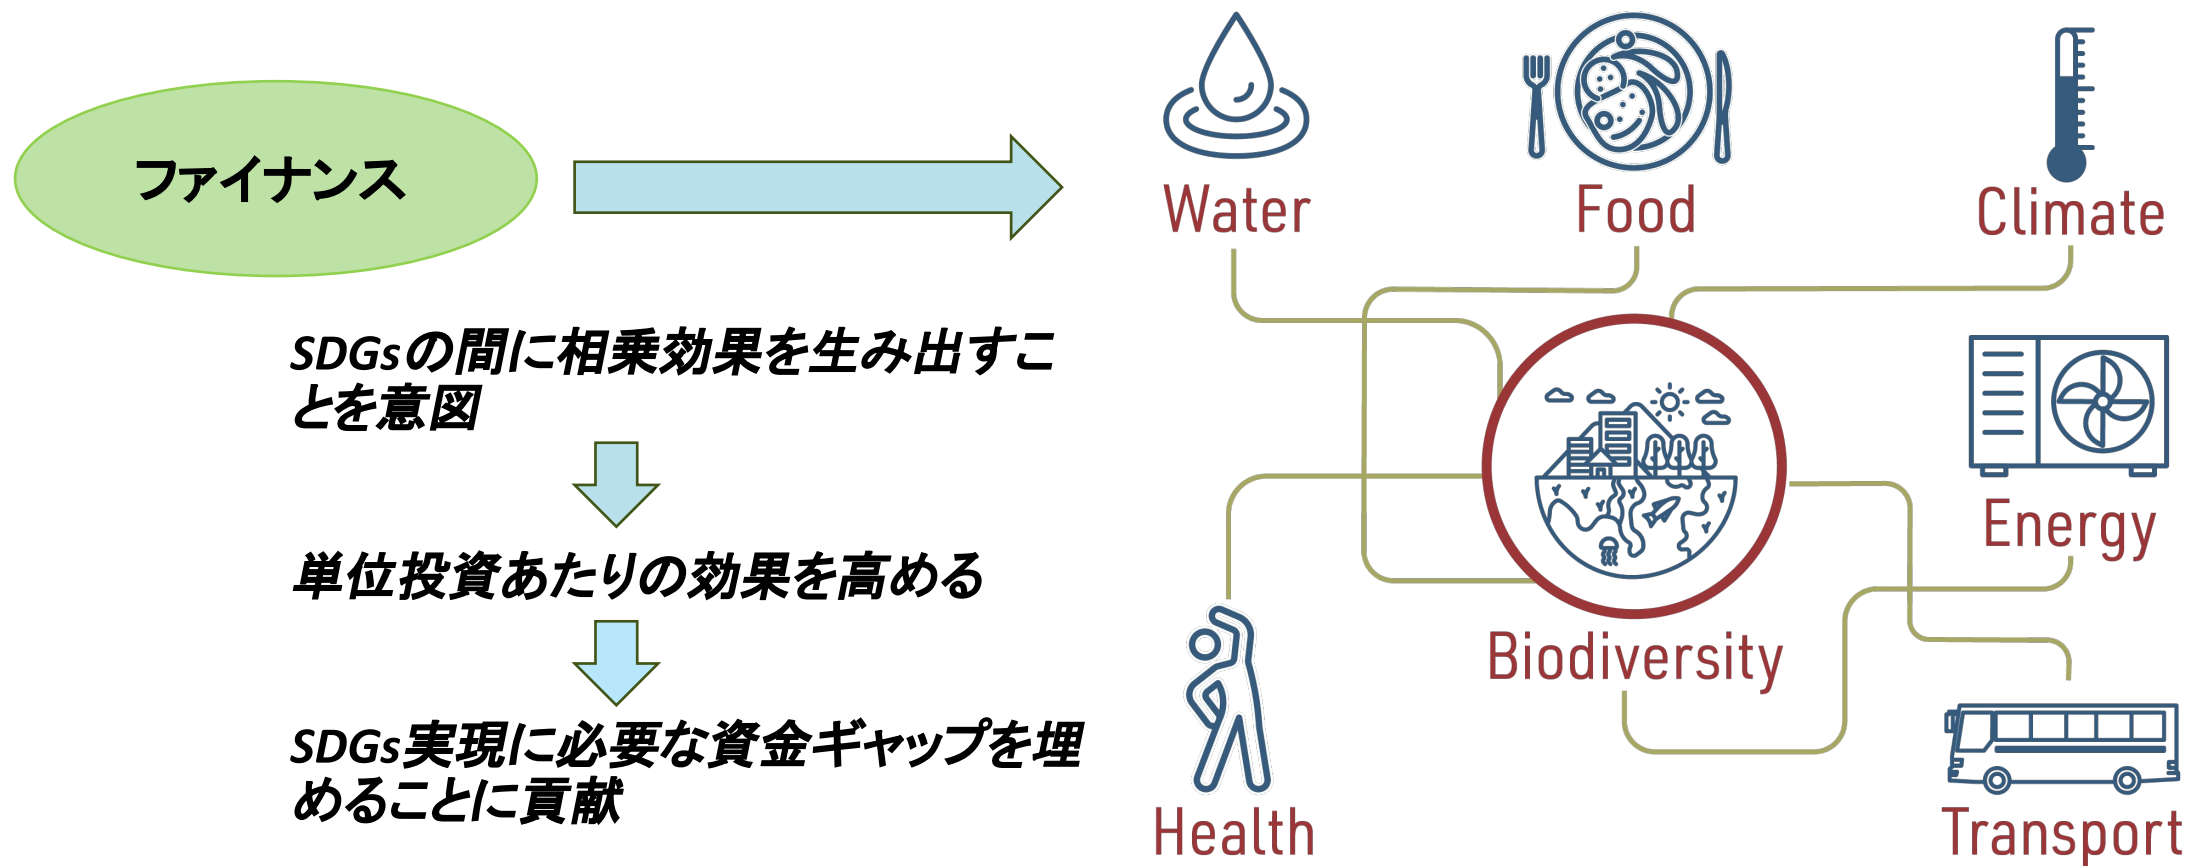 ファイナンス
SDGsの間に相乗効果を生み出すこ
とを意図
単位投資あたりの効果を高める
SDGs実現に必要な資金ギャップを埋
めることに貢献
Water
Food
Climate
Energy
Biodiversity
Health
Transport